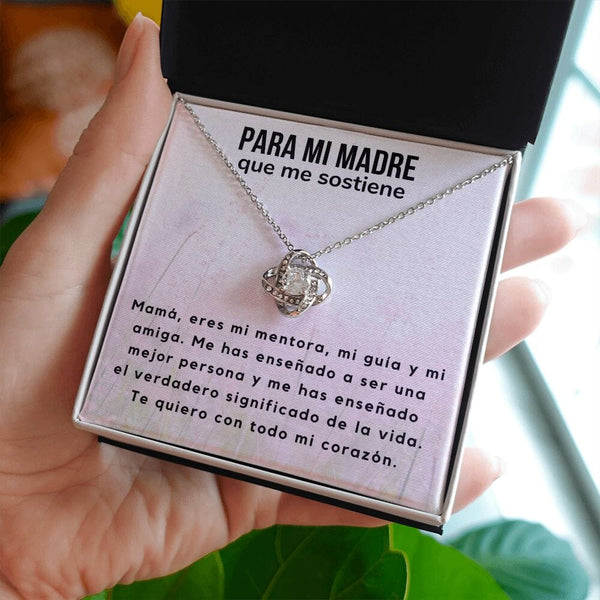 PARA MI MADRE
que me sostiene
Mamá, eres mi mentora, mi guía y mi
amiga. Me has enseñado a ser una
mejor persona y me has enseñado
el verdadero significado de la vida.
Te quiero con todo mi corazón.